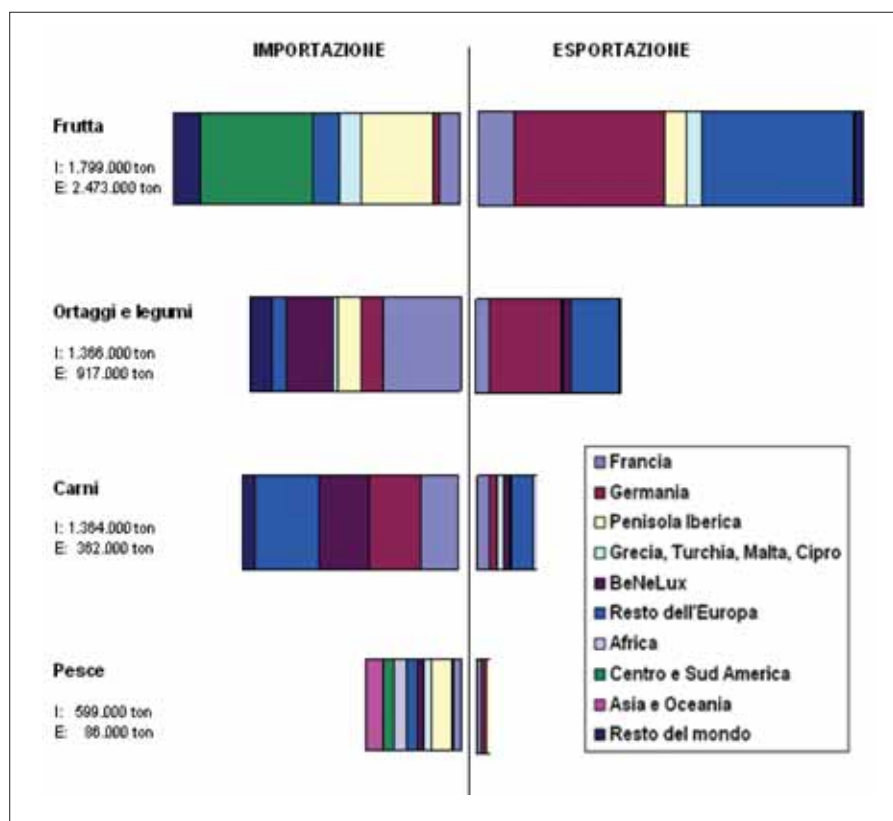 IMPORTAZIONE
ESPORTAZIONE
Frutta
I: 1.799.000 ton
E: 2.473.000 ton
Ortaggi e legumi
I: 1.366.000 ton
E: 917.000 ton
Carni
I: 1.364.000 ton
E: 362.000 ton
Pesce
I: 599.000 ton
E: 86.000 ton
Francia
Germania
Penisola Iberica
Grecia, Turchia, Malta, Cipro
BeNeLux
Resto dell'Europa
Africa
Centro e Sud America
Asia e Oceania
Resto del mondo